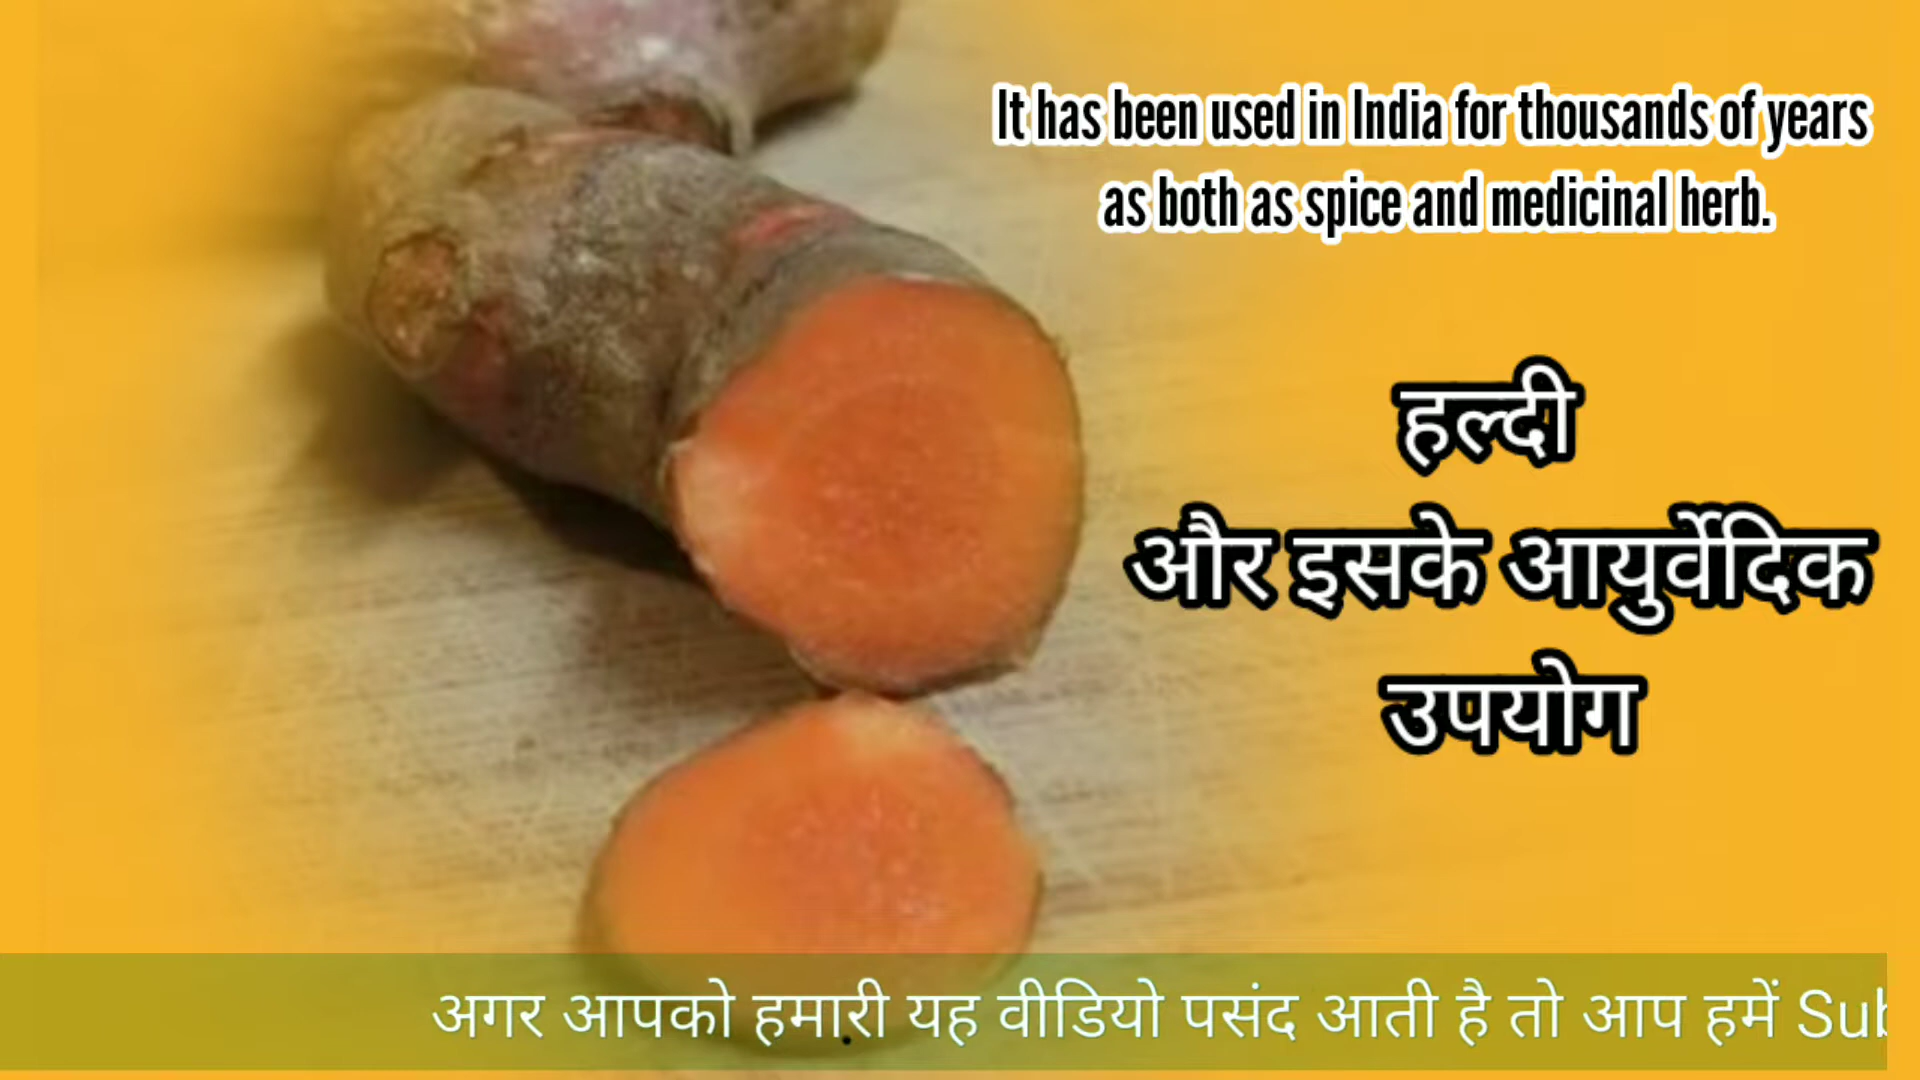 It has been used in India for thousands of years
as both as spice and medicinal herb.
हल्दी
और इसके आयुर्वेदिक
उपयोग
अगर आपको हमारी यह वीडियो पसंद आती है तो आप हमें